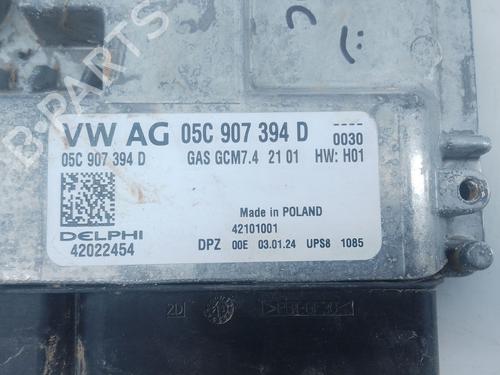 VW AG 05C 907 394 D
----
0030
05C 907 394 D GAS GCM7.4 21 01 HW: H01
Made in POLAND
DELPHI
42101001
42022454
DPZ 00E 03.01.24 UPS8 1085
2D
B-PARTS